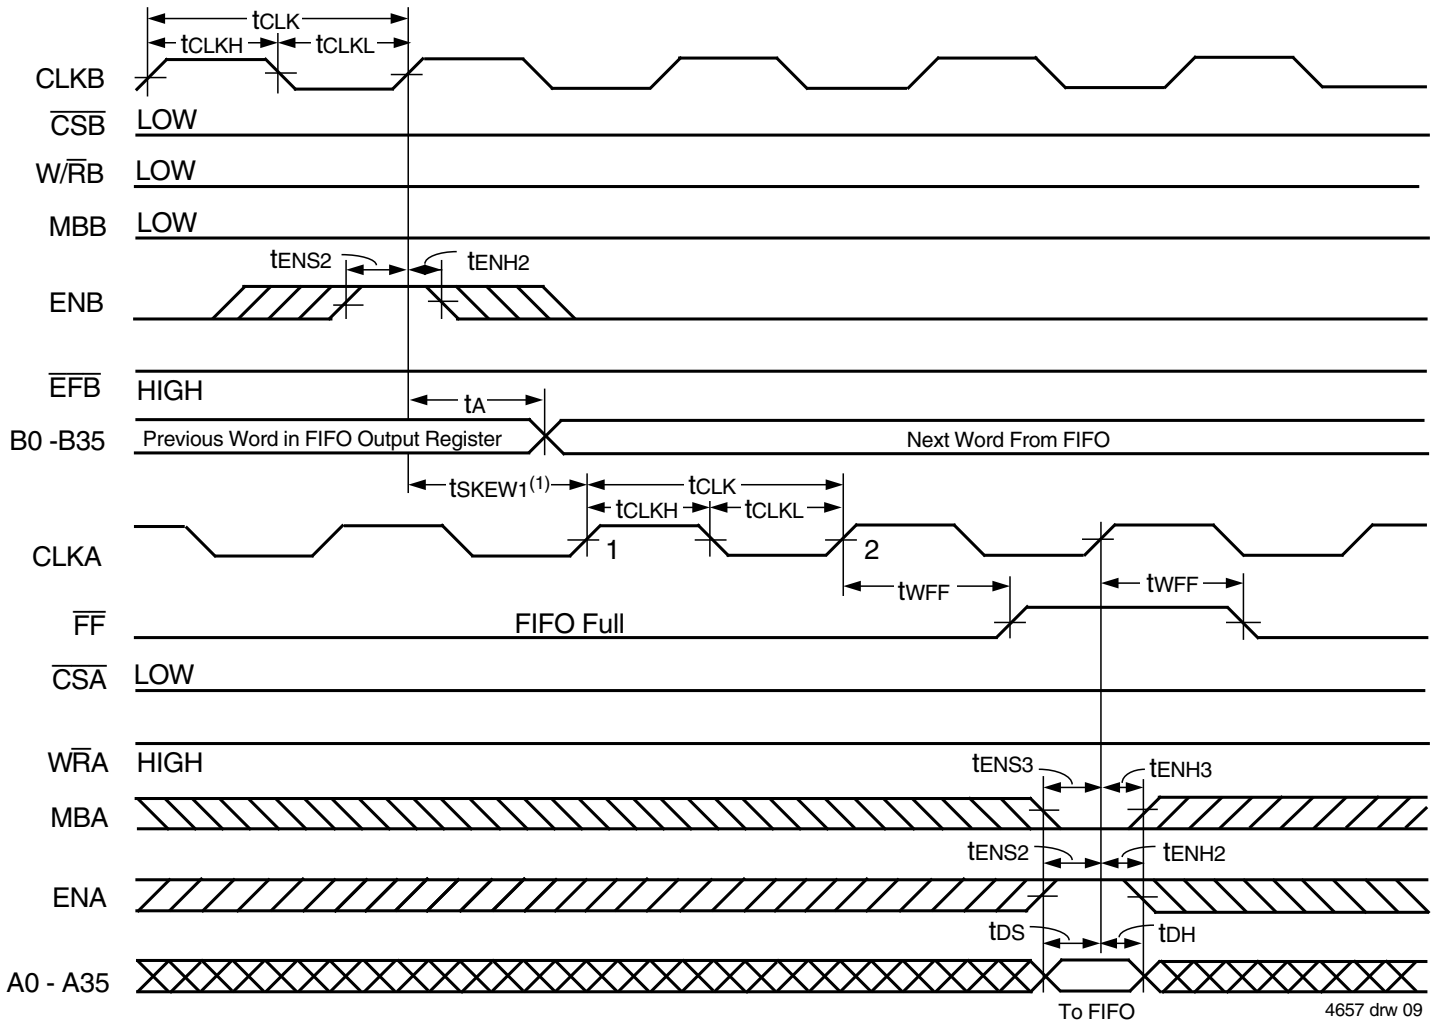 tCLK
tCLKH tCLKL
CLKB
CSB LOW
W/RB LOW
MBB LOW
tENS2 tENH2
ENB
EFB HIGH
tA
B0 -B35 Previous Word in FIFO Output Register Next Word From FIFO
tSKEW1(1) tCLK
tCLKH tCLKL
CLKA 1 2
tWFF tWFF
FF FIFO Full
CSA LOW
WRA HIGH
tENS3 tENH3
MBA
tENS2 tENH2
ENA
tDS tDH
A0 - A35
To FIFO 4657 drw 09